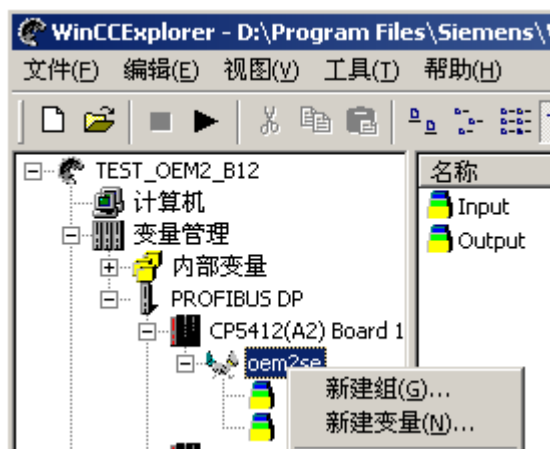 WinCCExplorer - D:\Program Files\Siemens\
文件(F) 编辑(E) 视图(V) 工具(T) 帮助(H)
TEST_OEM2_B12
计算机
变量管理
内部变量
PROFIBUS DP
CP5412(A2) Board 1
oem2se
新建组(G)...
新建变量(N)...
名称
Input
Output